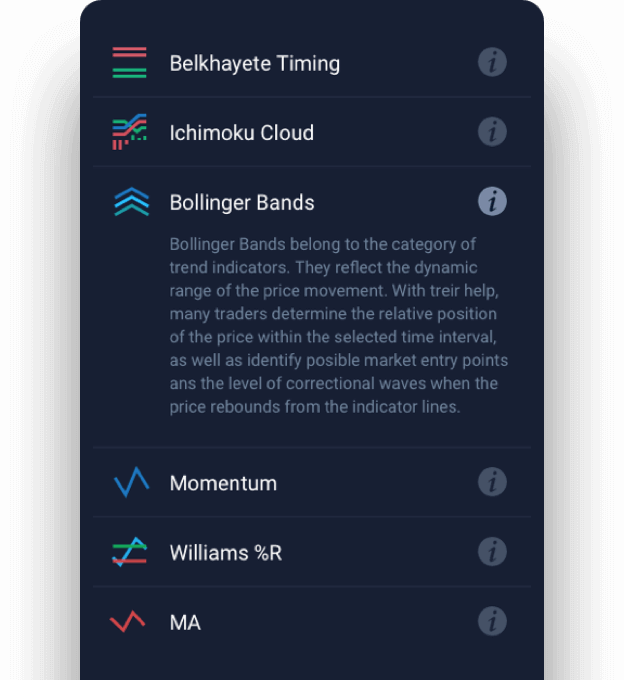 Belkhayete Timing
i
Ichimoku Cloud
i
Bollinger Bands
i
Bollinger Bands belong to the category of
trend indicators. They reflect the dynamic
range of the price movement. With treir help,
many traders determine the relative position
of the price within the selected time interval,
as well as identify posible market entry points
ans the level of correctional waves when the
price rebounds from the indicator lines.
Momentum
i
Williams %R
i
MA
i